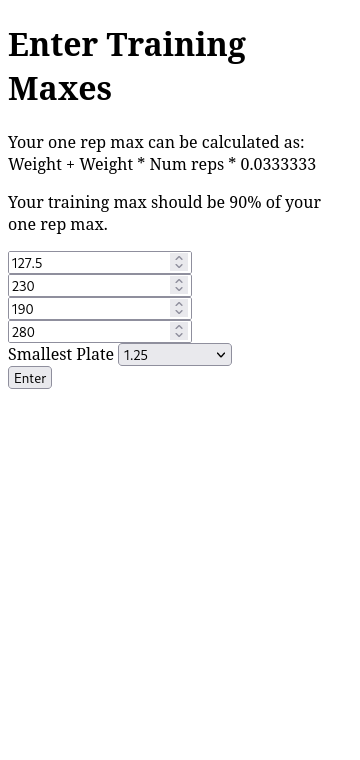 Enter Training
Maxes
Your one rep max can be calculated as:
Weight + Weight * Num reps * 0.0333333
Your training max should be 90% of your
one rep max.
127.5
230
190
280
Smallest Plate 1.25
Enter